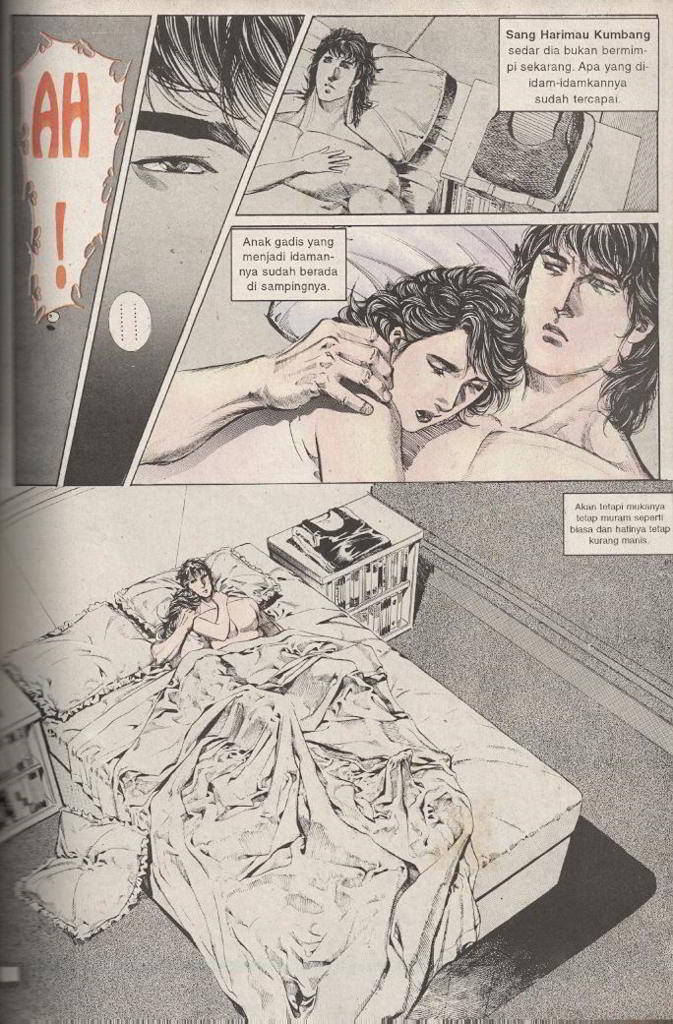 AH
!
Sang Harimau Kumbang
sedar dia bukan bermim-
pi sekarang. Apa yang di-
idam-idamkannya
sudah tercapai.
Anak gadis yang
menjadi idaman-
nya sudah berada
di sampingnya.
Akan tetapi mukanya
tetap muram seperti
biasa dan hatinya tetap
kurang manis.